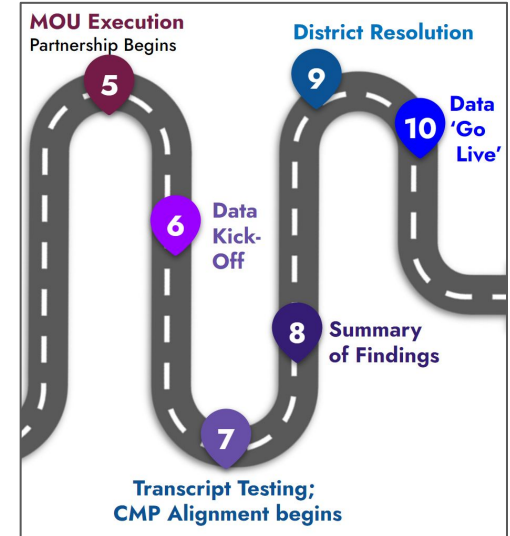 MOU Execution
Partnership Begins
5
6
Data
Kick-
Off
7
Transcript Testing;
CMP Alignment begins
8
Summary
of Findings
District Resolution
9
10
Data
‘Go
Live’